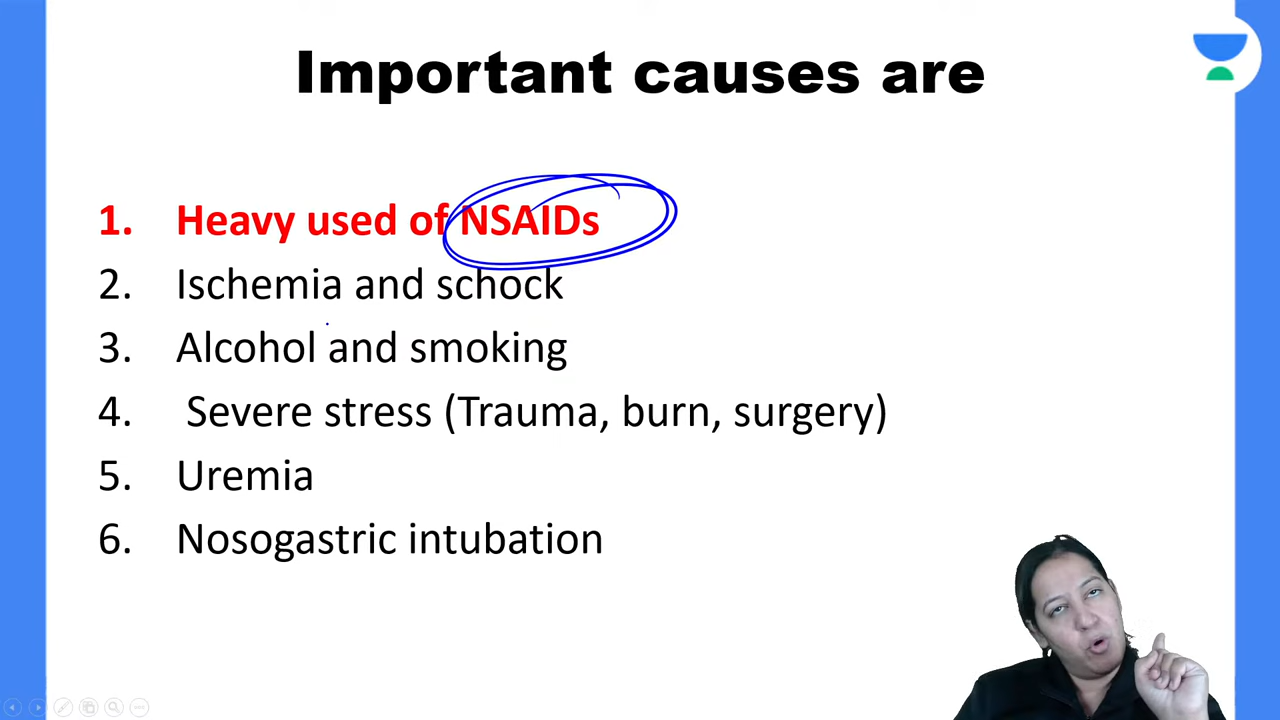 Important causes are
1. Heavy used of NSAIDs
2. Ischemia and schock
3. Alcohol and smoking
4. Severe stress (Trauma, burn, surgery)
5. Uremia
6. Nosogastric intubation